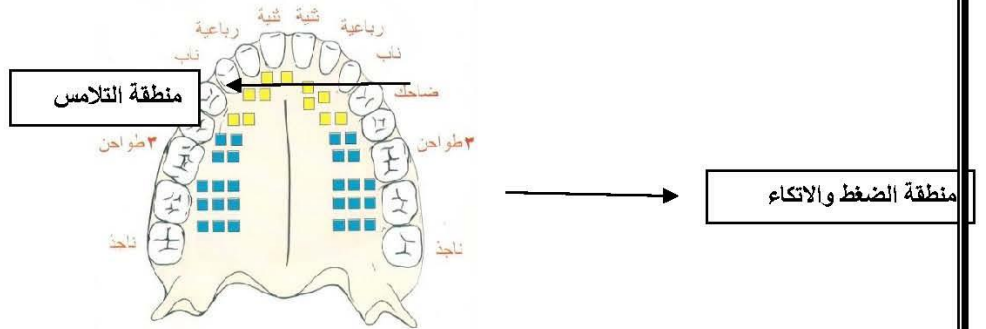 ثنية ثنية
رباعية رباعية
ناب ناب
منطقة التلامس
ضاحك
٣طواحن ٣طواحن
منطقة الضغط والاتكاء
ناجذ ناجذ